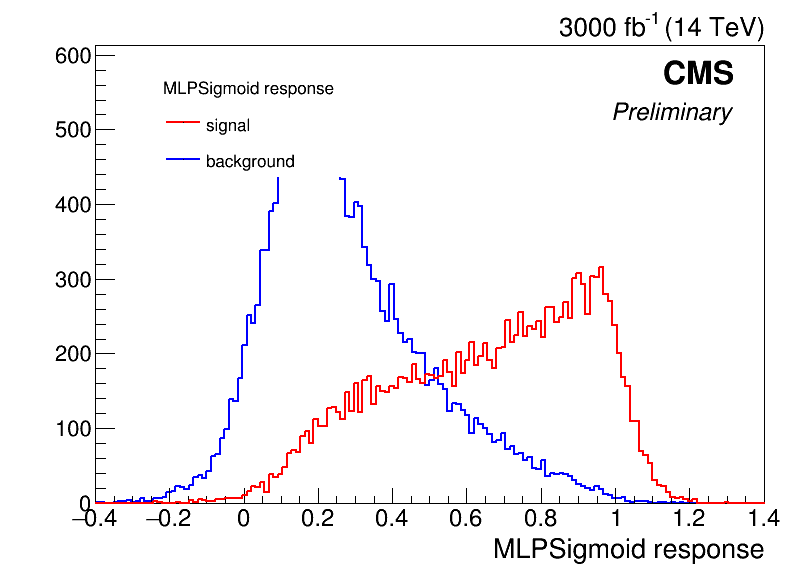 3000 fb-1 (14 TeV)
CMS
Preliminary
MLPSigmoid response
signal
background
600
500
400
300
200
100
0
−0.4 −0.2 0 0.2 0.4 0.6 0.8 1 1.2 1.4
MLPSigmoid response